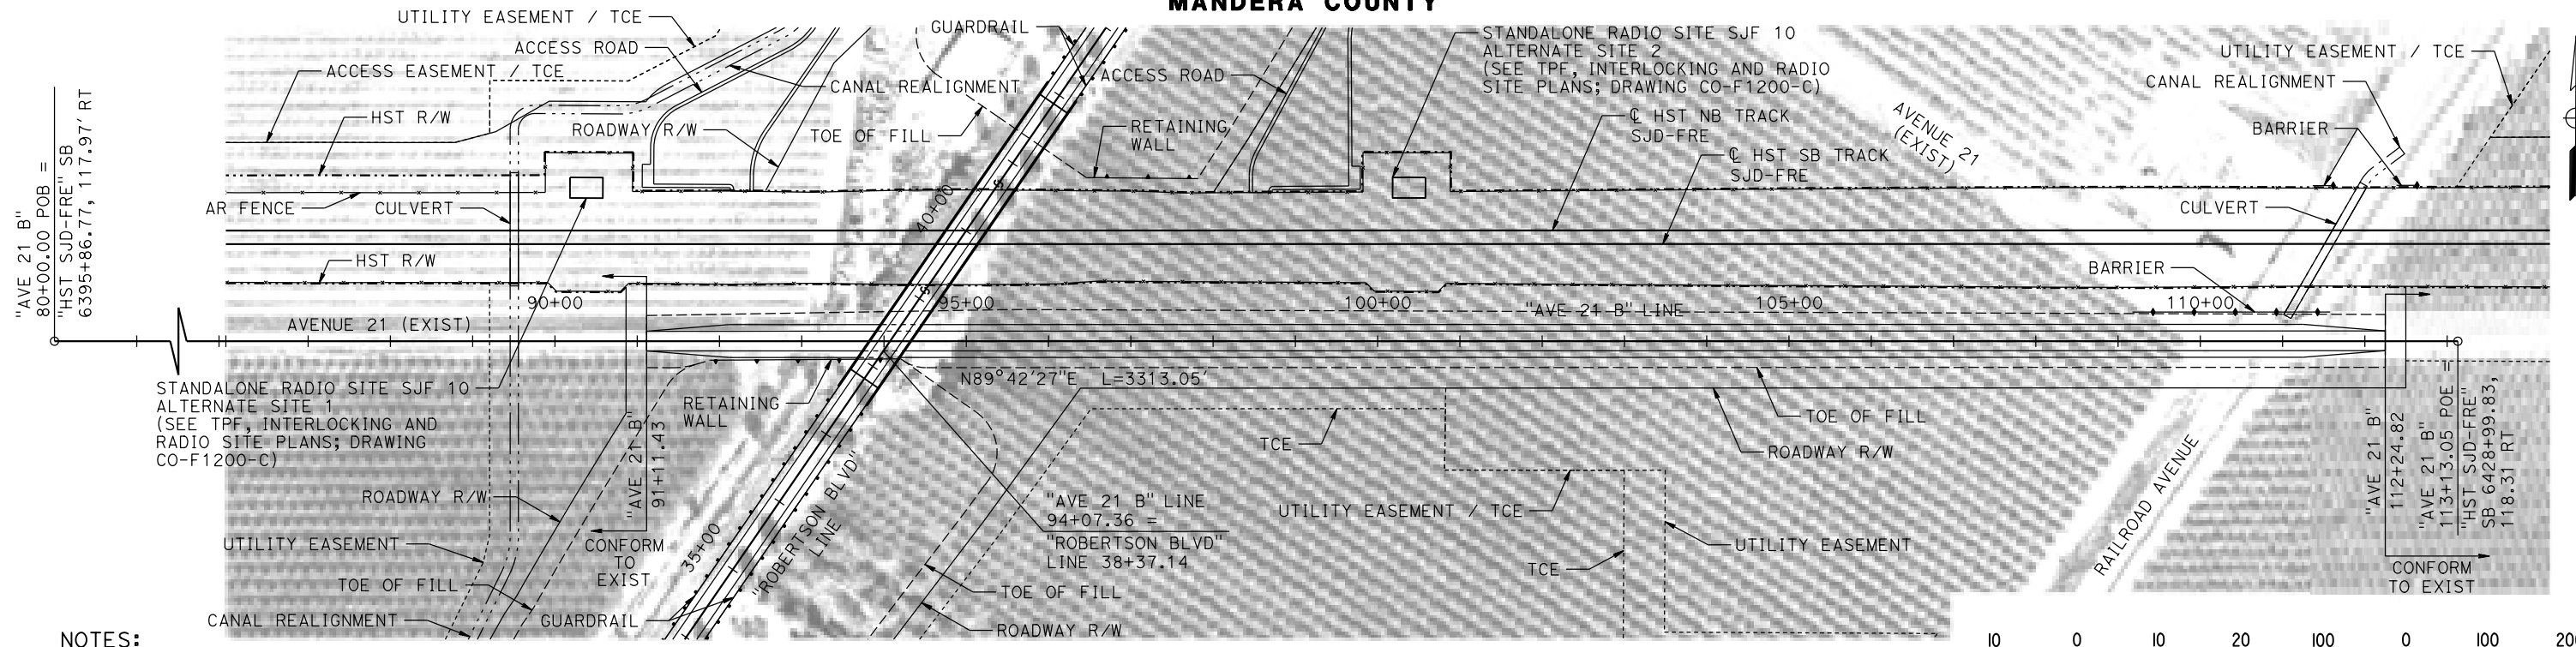 MANDERA COUNTY
UTILITY EASEMENT / TCE
ACCESS ROAD
ACCESS EASEMENT / TCE
HST R/W
ROADWAY R/W
CANAL REALIGNMENT
GUARDRAIL
ACCESS ROAD
TOE OF FILL
RETAINING
WALL
STANDALONE RADIO SITE SJF 10
ALTERNATE SITE 2
(SEE TPF, INTERLOCKING AND RADIO
SITE PLANS; DRAWING CO-F1200-C)
℄ HST NB TRACK
SJD-FRE
℄ HST SB TRACK
SJD-FRE
AVENUE 21
(EXIST)
UTILITY EASEMENT / TCE
CANAL REALIGNMENT
BARRIER
CULVERT
BARRIER
"AVE 21 B"
80+00.00 POB =
"HST SJD-FRE" SB
6395+86.77, 117.97' RT
AR FENCE
CULVERT
HST R/W
40+00
90+00
95+00
100+00
105+00
110+00
AVENUE 21 (EXIST)
"AVE 21 B" LINE
STANDALONE RADIO SITE SJF 10
ALTERNATE SITE 1
(SEE TPF, INTERLOCKING AND
RADIO SITE PLANS; DRAWING
CO-F1200-C)
RETAINING
WALL
N89°42'27"E L=3313.05'
TCE
TOE OF FILL
ROADWAY R/W
"AVE 21 B"
91+11.43
ROADWAY R/W
UTILITY EASEMENT
TOE OF FILL
CANAL REALIGNMENT
CONFORM
TO
EXIST
GUARDRAIL
35+00
"ROBERTSON BLVD"
LINE
"AVE 21 B" LINE
94+07.36 =
"ROBERTSON BLVD"
LINE 38+37.14
TOE OF FILL
ROADWAY R/W
UTILITY EASEMENT / TCE
TCE
UTILITY EASEMENT
RAILROAD AVENUE
"AVE 21 B"
112+24.82
"AVE 21 B"
113+13.05 POE =
"HST SJD-FRE"
SB 6428+99.83,
118.31 RT
CONFORM
TO EXIST
NOTES:
10 0 10 20 100 0 100 200